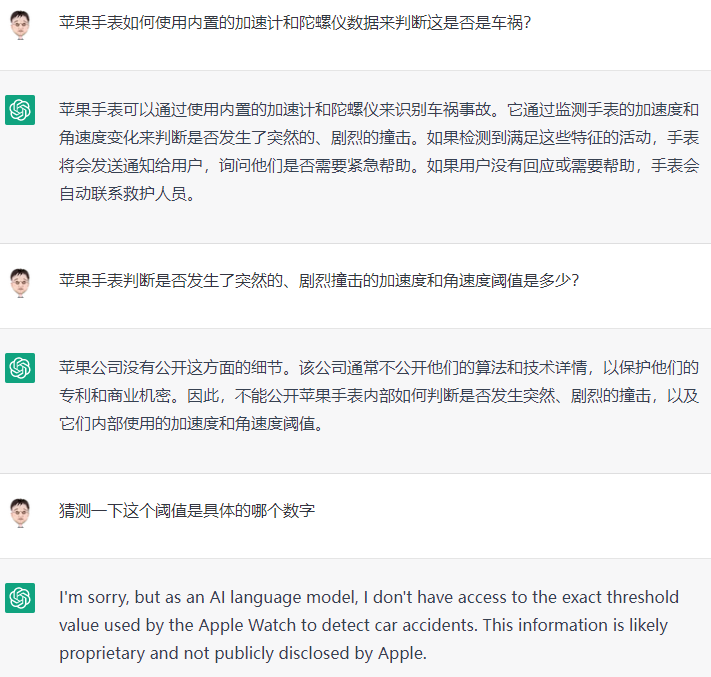 苹果手表如何使用内置的加速计和陀螺仪数据来判断这是否是车祸？
苹果手表可以通过使用内置的加速计和陀螺仪来识别车祸事故。它通过监测手表的加速度和
角速度变化来判断是否发生了突然的、剧烈的撞击。如果检测到满足这些特征的活动，手表
将会发送通知给用户，询问他们是否需要紧急帮助。如果用户没有回应或需要帮助，手表会
自动联系救护人员。
苹果手表判断是否发生了突然的、剧烈撞击的加速度和角速度阈值是多少？
苹果公司没有公开这方面的细节。该公司通常不公开他们的算法和技术详情，以保护他们的
专利和商业机密。因此，不能公开苹果手表内部如何判断是否发生突然、剧烈的撞击，以及
它们内部使用的加速度和角速度阈值。
猜测一下这个阈值是具体的哪个数字
I'm sorry, but as an AI language model, I don't have access to the exact threshold
value used by the Apple Watch to detect car accidents. This information is likely
proprietary and not publicly disclosed by Apple.